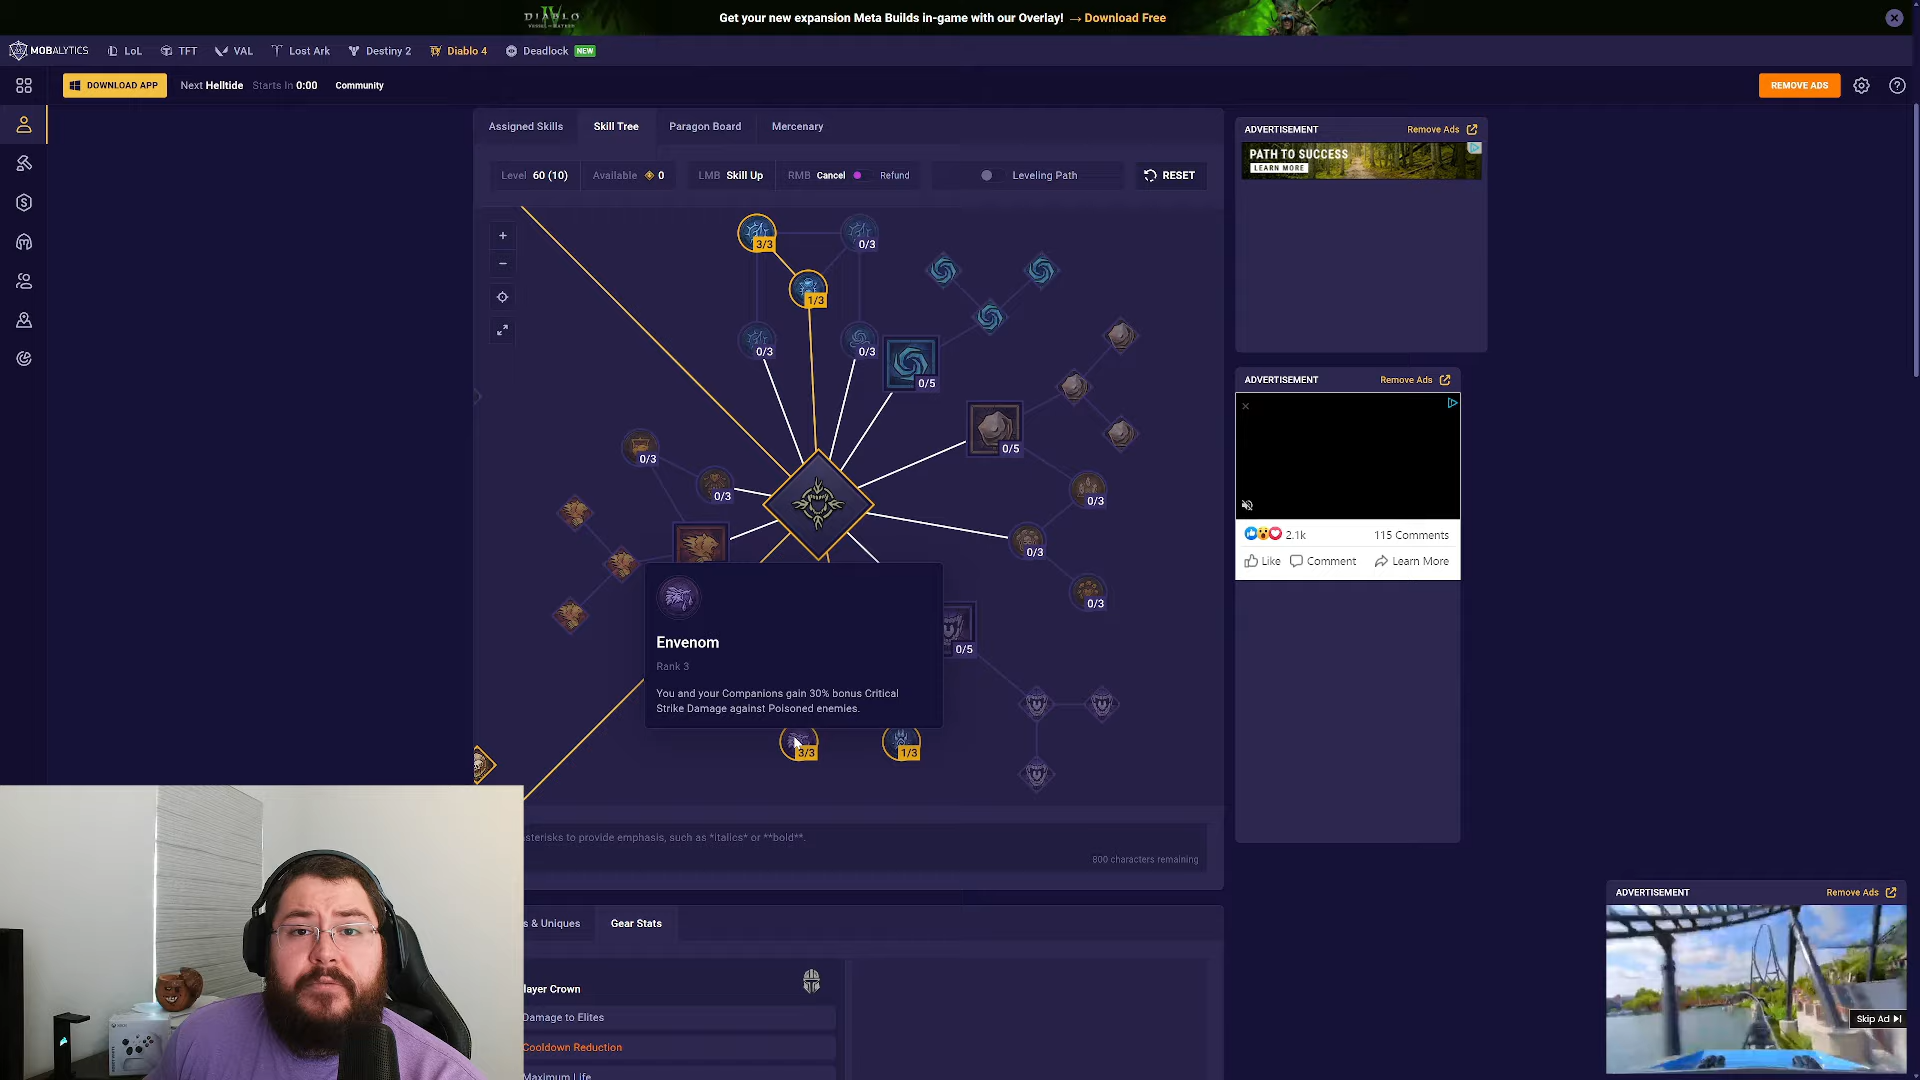 DIABLO
Get your new expansion Meta Builds in-game with our Overlay! → Download Free
MOBALYTICS
LoL
TFT
VAL
Lost Ark
Destiny 2
Diablo 4
Deadlock
NEW
DOWNLOAD APP
Next Helltide Starts In 0:00
Community
REMOVE ADS
Assigned Skills
Skill Tree
Paragon Board
Mercenary
Level 60 (10)
Available 0
LMB Skill Up
RMB Cancel Refund
Leveling Path
RESET
3/3
0/3
1/3
0/3
0/3
0/5
0/5
0/3
0/3
0/3
0/3
0/3
0/5
Envenom
Rank 3
You and your Companions gain 30% bonus Critical
Strike Damage against Poisoned enemies.
3/3
1/3
sterisks to provide emphasis, such as *italics* or **bold**.
800 characters remaining
s & Uniques
Gear Stats
layer Crown
Damage to Elites
Cooldown Reduction
Maximum Life
ADVERTISEMENT
Remove Ads
PATH TO SUCCESS
LEARN MORE
ADVERTISEMENT
Remove Ads
2.1k
115 Comments
Like
Comment
Learn More
ADVERTISEMENT
Remove Ads
Skip Ad
XBOX